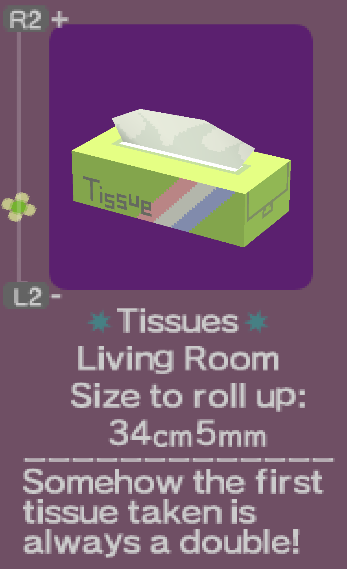 R2 +
Tissue
L2 -
Tissues
Living Room
Size to roll up:
34cm5mm
Somehow the first
tissue taken is
always a double!